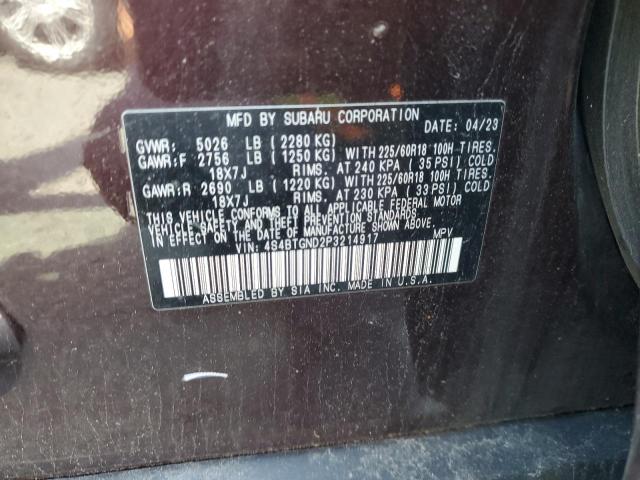 MFD BY SUBARU CORPORATION
DATE: 04/23
GVWR: 5026 LB (2280 KG)
GAWR:F 2756 LB (1250 KG) WITH 225/60R18 100H TIRES.
18X7J RIMS. AT 240 KPA (35 PSI) COLD
GAWR:R 2690 LB (1220 KG) WITH 225/60R18 100H TIRES.
18X7J RIMS. AT 230 KPA (33 PSI) COLD
THIS VEHICLE CONFORMS TO ALL APPLICABLE FEDERAL MOTOR
VEHICLE SAFETY AND THEFT PREVENTION STANDARDS
IN EFFECT ON THE DATE OF MANUFACTURE SHOWN ABOVE.
VIN: 4S4BTGND2P3214917 MPV
ASSEMBLED BY SIA INC. MADE IN U.S.A.